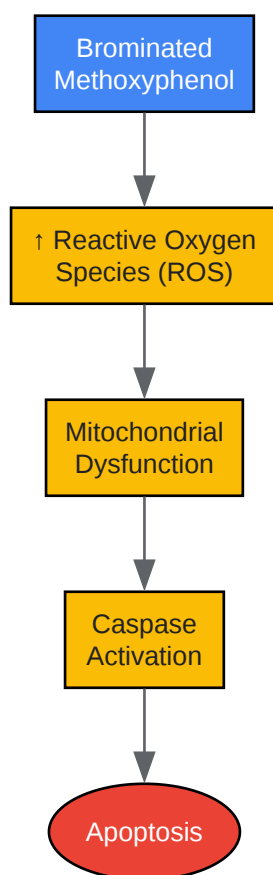 Brominated
Methoxyphenol
↑ Reactive Oxygen
Species (ROS)
Mitochondrial
Dysfunction
Caspase
Activation
Apoptosis